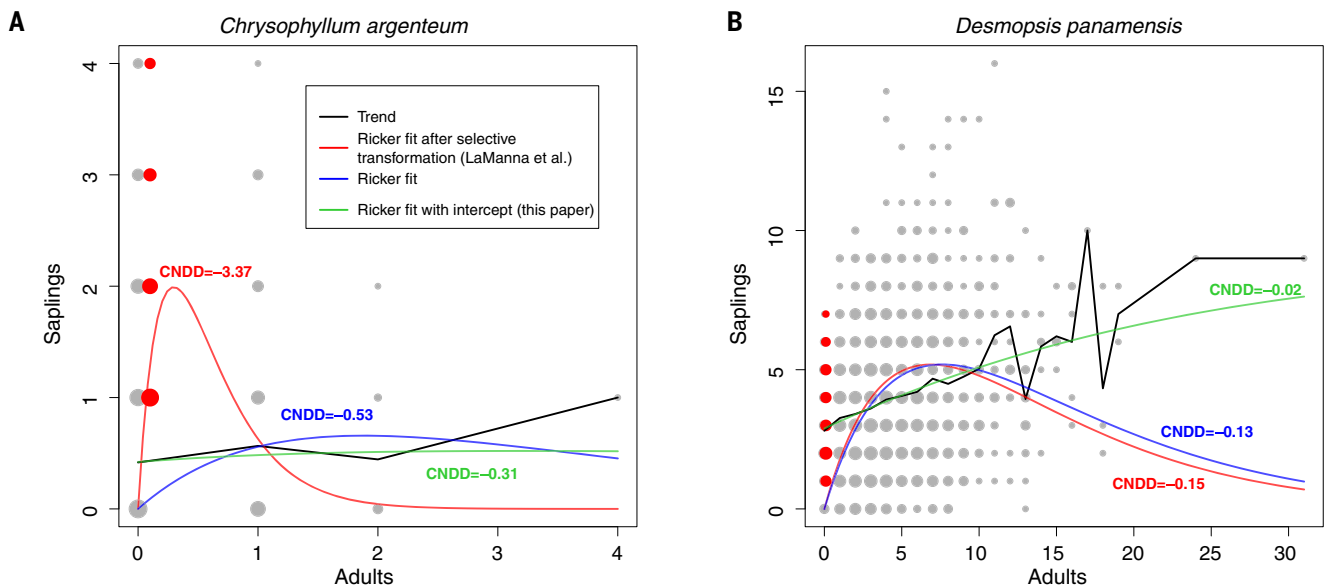 A
Chrysophyllum argenteum
Saplings
4
3
2
1
0
Trend
Ricker fit after selective
transformation (LaManna et al.)
Ricker fit
Ricker fit with intercept (this paper)
CNDD=−3.37
CNDD=−0.53
CNDD=−0.31
0 1 2 3 4
Adults
B
Desmopsis panamensis
Saplings
15
10
5
0
CNDD=−0.02
CNDD=−0.13
CNDD=−0.15
0 5 10 15 20 25 30
Adults